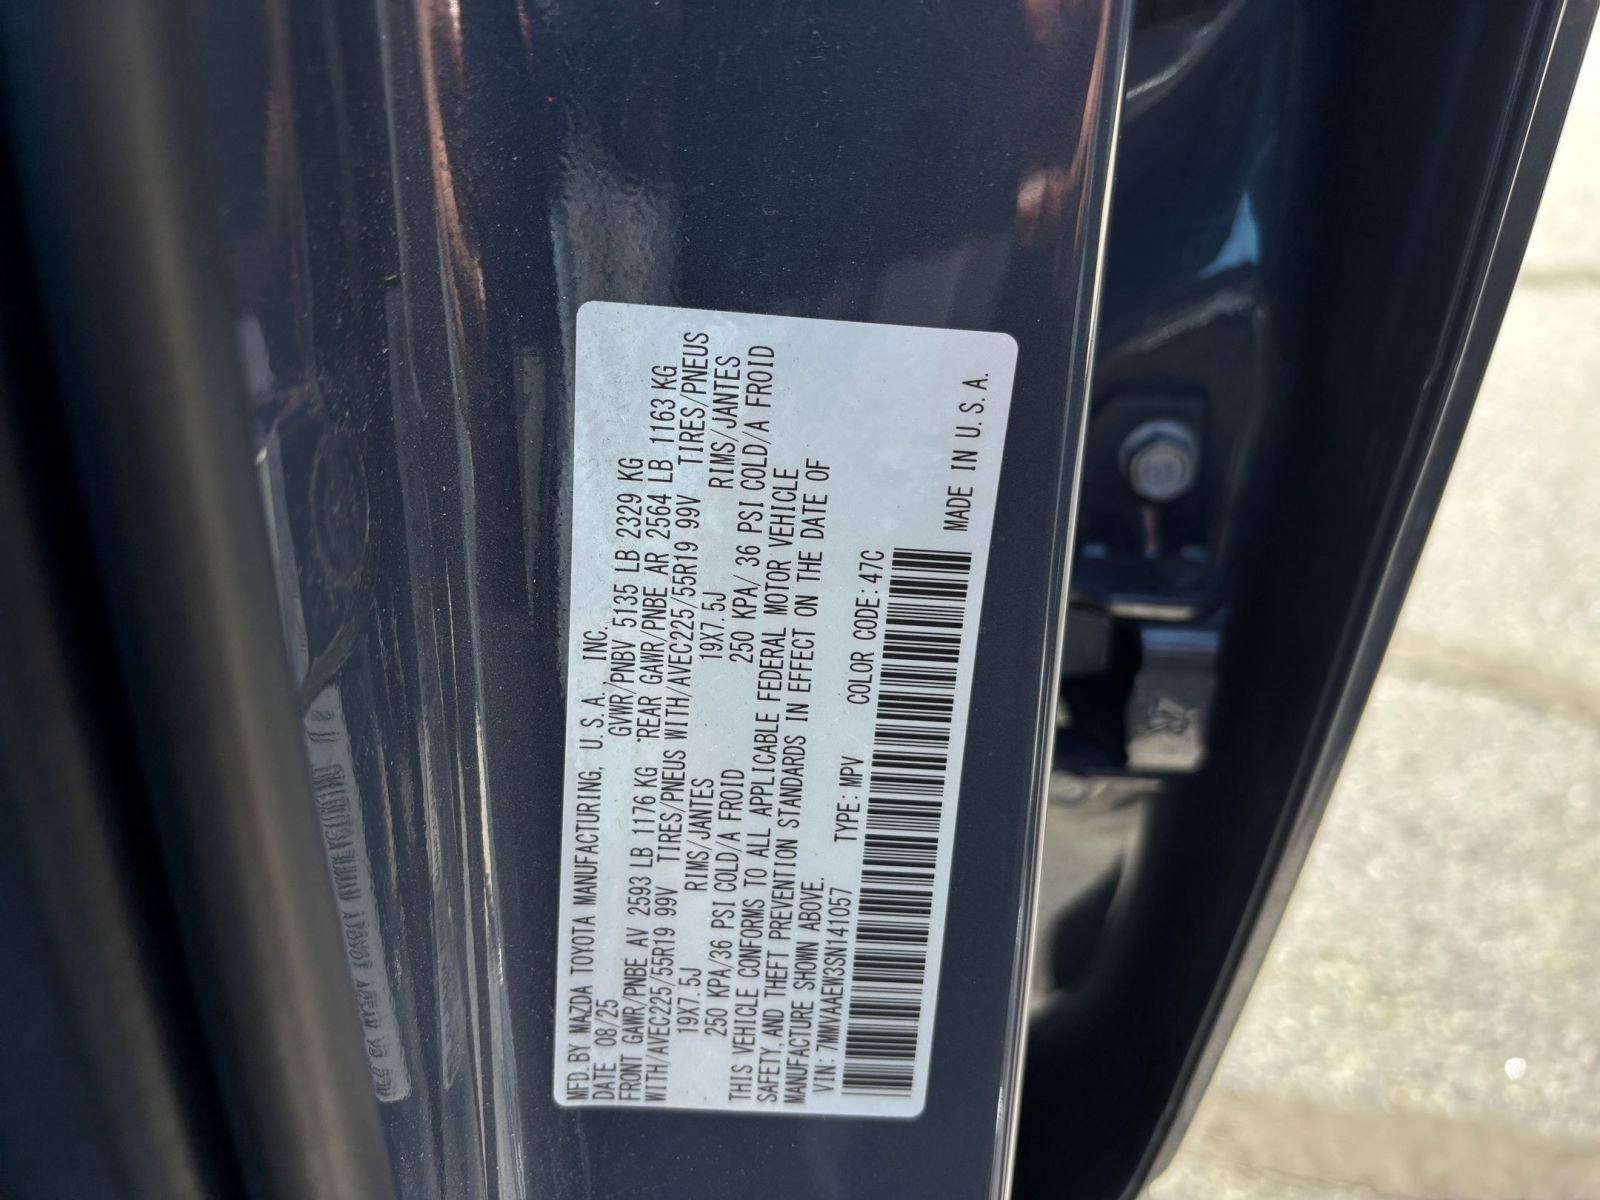 MFD. BY MAZDA TOYOTA MANUFACTURING, U.S.A. INC.
DATE 08/25 GVWR/PNBV 5135 LB 2329 KG
FRONT GAWR/PNBE AV 2593 LB 1176 KG REAR GAWR/PNBE AR 2564 LB 1163 KG
WITH/AVEC225/55R19 99V TIRES/PNEUS WITH/AVEC225/55R19 99V TIRES/PNEUS
19X7.5J RIMS/JANTES 19X7.5J RIMS/JANTES
250 KPA/36 PSI COLD/A FROID 250 KPA/ 36 PSI COLD/A FROID
THIS VEHICLE CONFORMS TO ALL APPLICABLE FEDERAL MOTOR VEHICLE
SAFETY, AND THEFT PREVENTION STANDARDS IN EFFECT ON THE DATE OF
MANUFACTURE SHOWN ABOVE.
VIN: 7MMVAAEW3SN141057 TYPE: MPV COLOR CODE: 47C
MADE IN U.S.A.